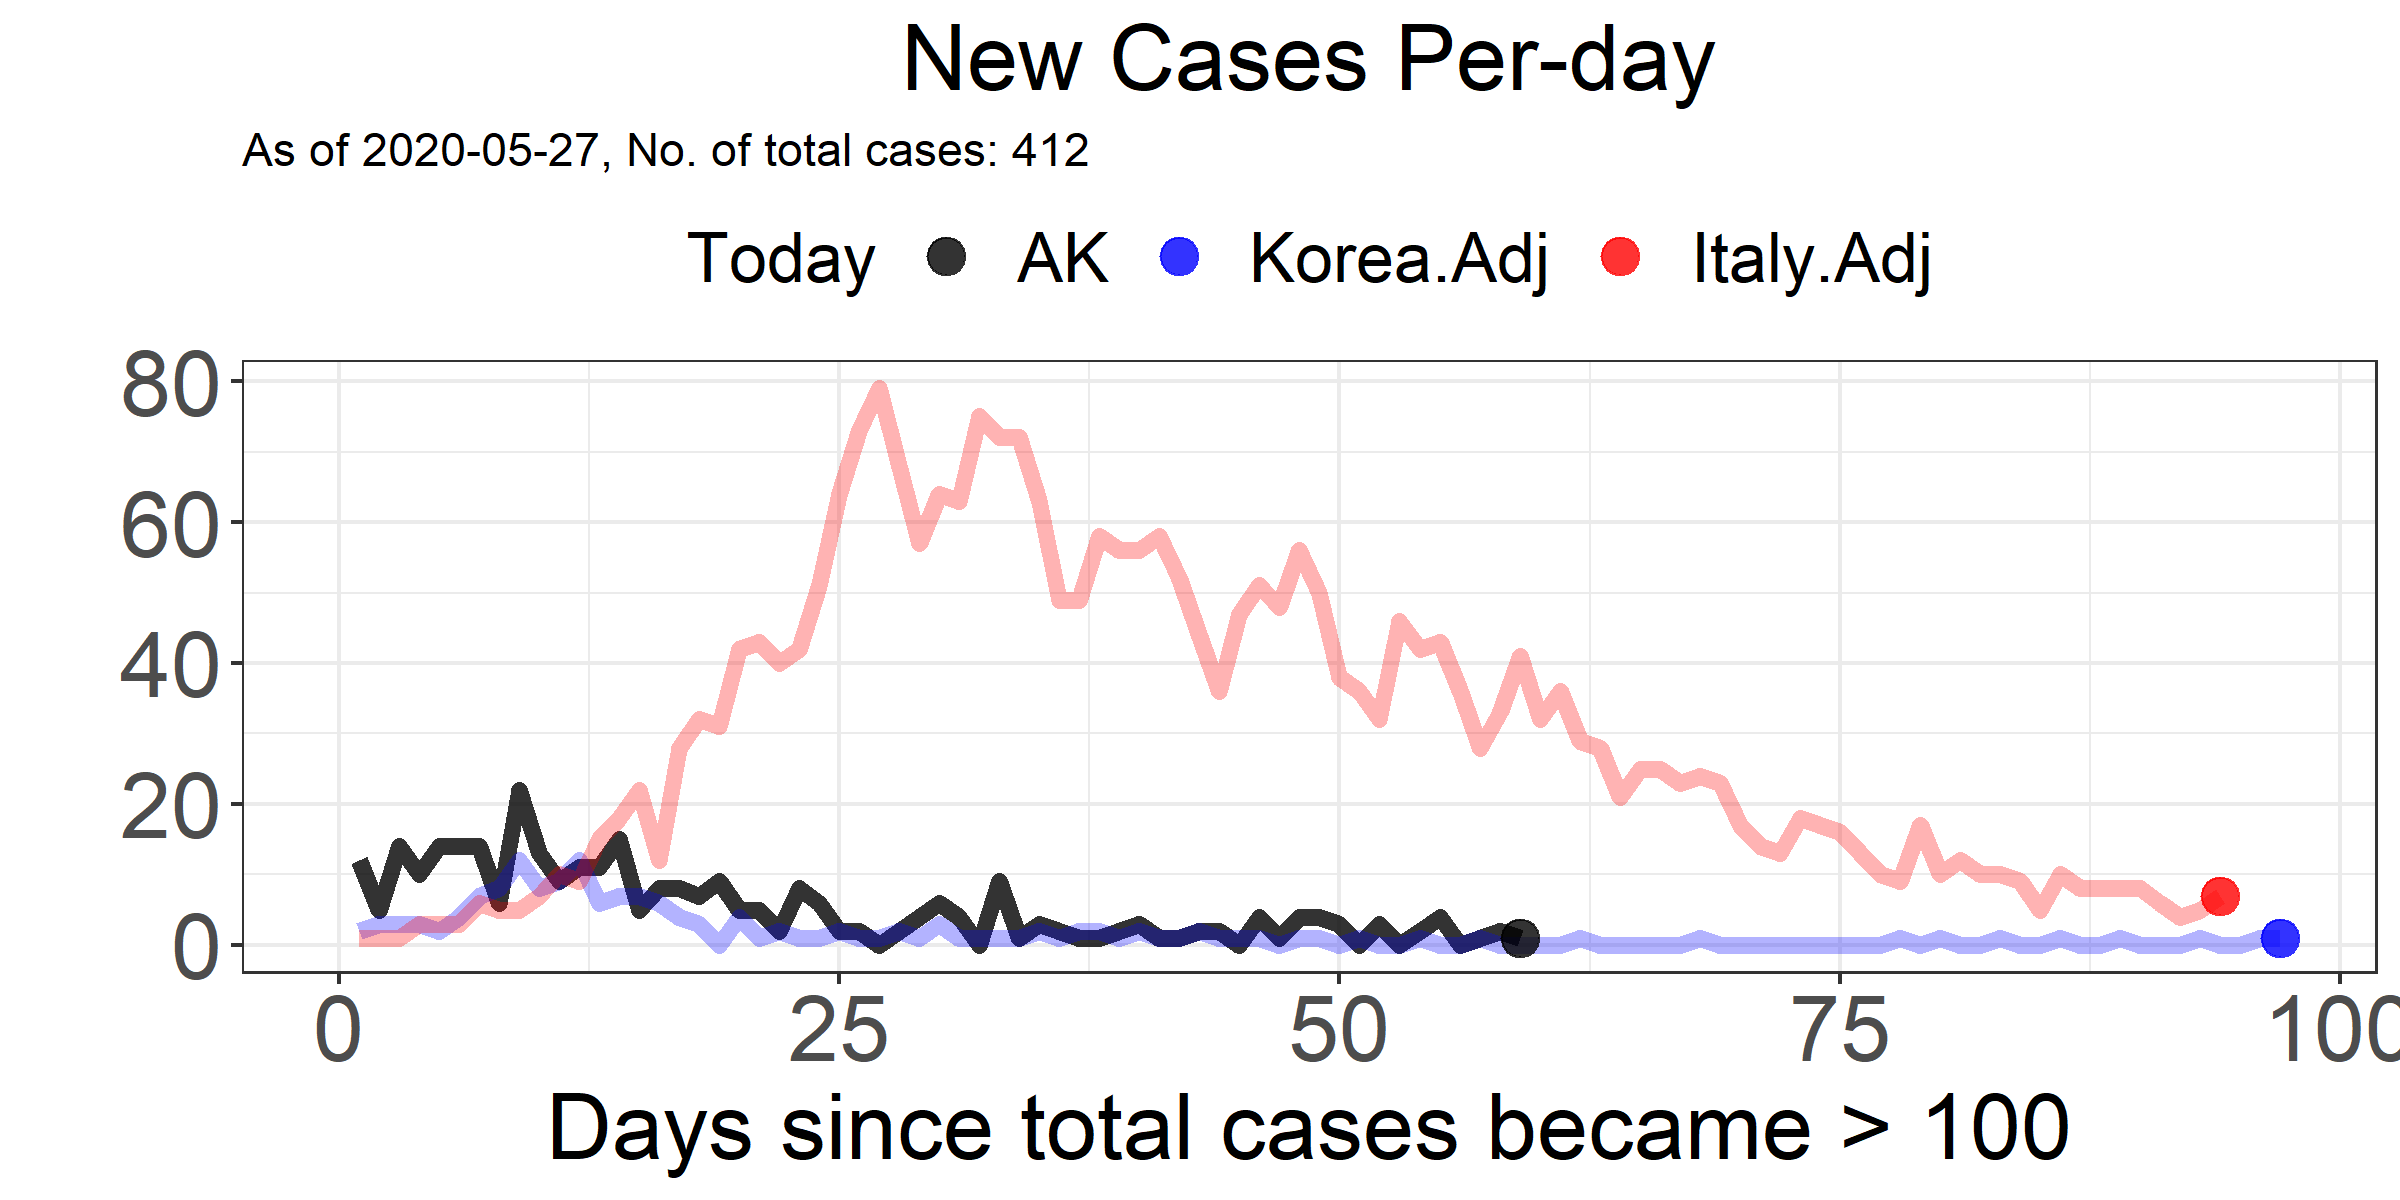 New Cases Per-day
As of 2020-05-27, No. of total cases: 412
Today AK Korea.Adj Italy.Adj
80
60
40
20
0
0 25 50 75 100
Days since total cases became > 100